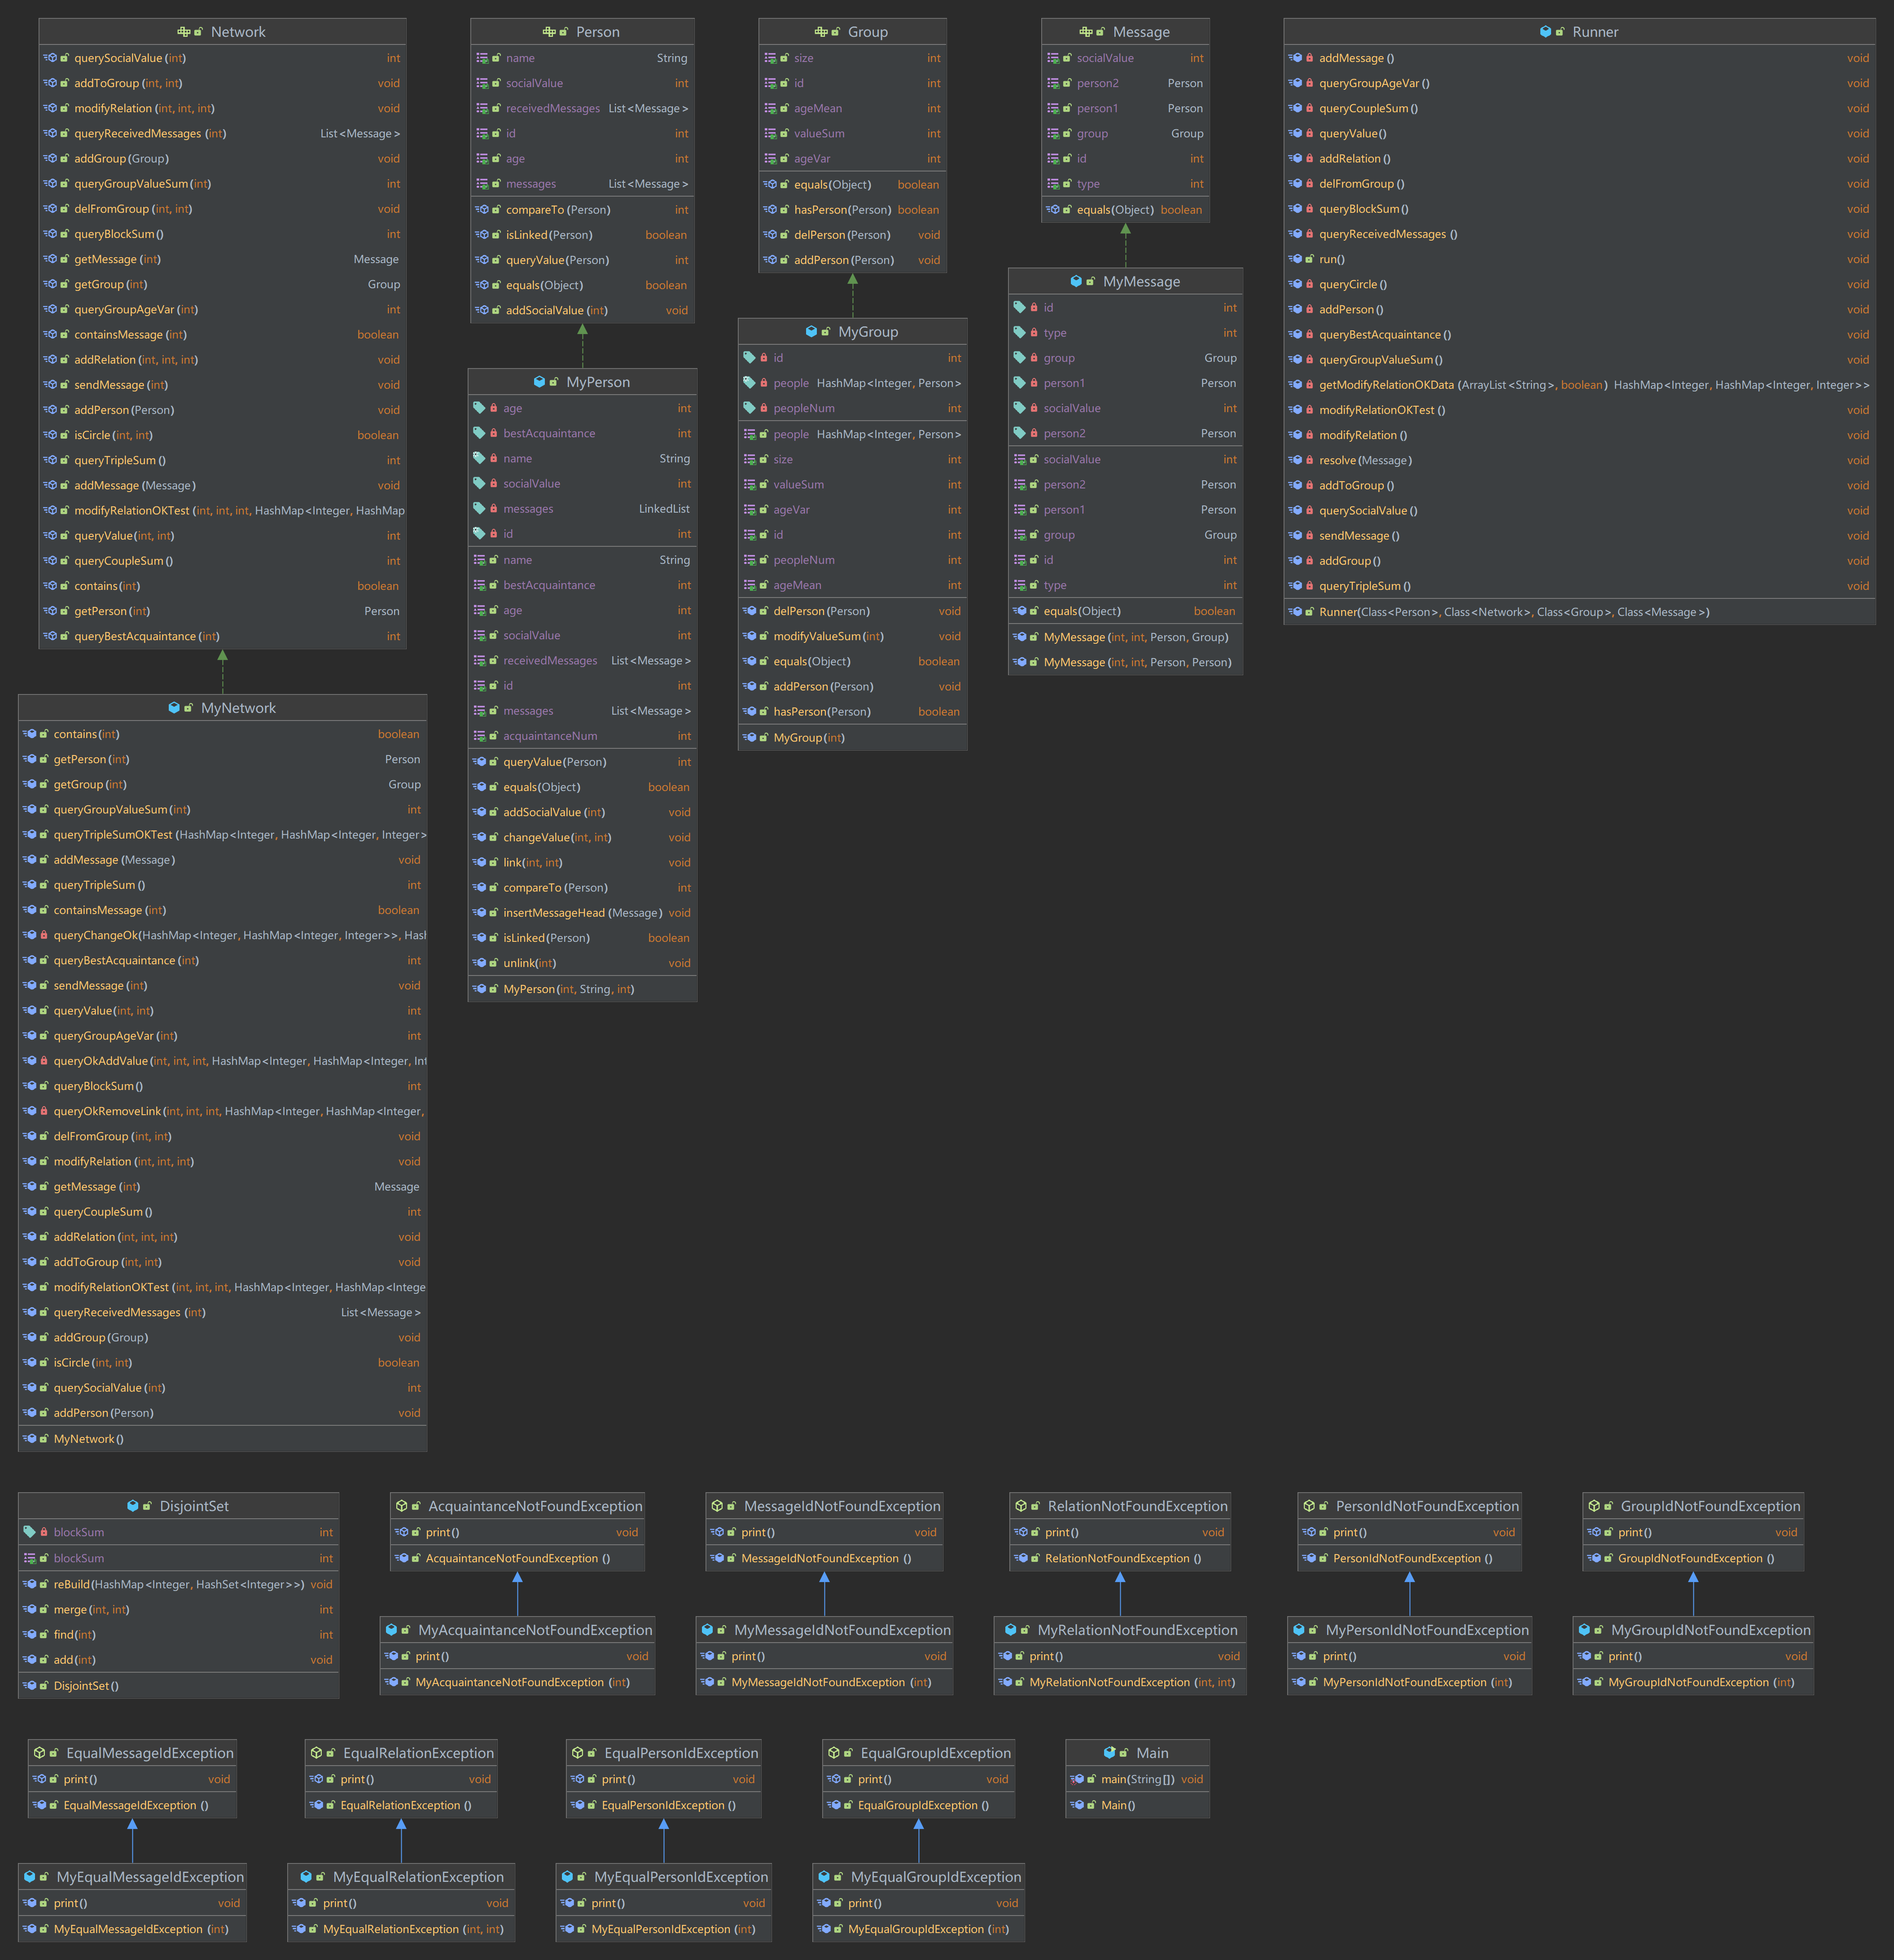 Network
querySocialValue (int) int
addToGroup (int, int) void
modifyRelation (int, int, int) void
queryReceivedMessages (int) List<Message>
addGroup(Group) void
queryGroupValueSum(int) int
delFromGroup (int, int) void
queryBlockSum() int
getMessage (int) Message
getGroup (int) Group
queryGroupAgeVar(int) int
containsMessage (int) boolean
addRelation (int, int, int) void
sendMessage (int) void
addPerson (Person) void
isCircle (int, int) boolean
queryTripleSum () int
addMessage (Message) void
modifyRelationOKTest (int, int, int, HashMap<Integer, HashMap
queryValue(int, int) int
queryCoupleSum () int
contains(int) boolean
getPerson (int) Person
queryBestAcquaintance (int) int
Person
name String
socialValue int
receivedMessages List<Message>
id int
age int
messages List<Message>
compareTo (Person) int
isLinked(Person) boolean
queryValue(Person) int
equals(Object) boolean
addSocialValue (int) void
Group
size int
id int
ageMean int
valueSum int
ageVar int
equals(Object) boolean
hasPerson(Person) boolean
delPerson(Person) void
addPerson(Person) void
Message
socialValue int
person2 Person
person1 Person
group Group
id int
type int
equals(Object) boolean
Runner
addMessage () void
queryGroupAgeVar() void
queryCoupleSum () void
queryValue() void
addRelation () void
delFromGroup () void
queryBlockSum() void
queryReceivedMessages () void
run() void
queryCircle () void
addPerson() void
queryBestAcquaintance () void
queryGroupValueSum() void
getModifyRelationOKData (ArrayList<String>, boolean) HashMap<Integer, HashMap<Integer, Integer>>
modifyRelationOKTest () void
modifyRelation () void
resolve(Message) void
addToGroup () void
querySocialValue () void
sendMessage () void
addGroup() void
queryTripleSum () void
Runner(Class<Person>, Class<Network>, Class<Group>, Class<Message>)
MyNetwork
contains(int) boolean
getPerson (int) Person
getGroup (int) Group
queryGroupValueSum(int) int
queryTripleSumOKTest (HashMap<Integer, HashMap<Integer, Integer>
addMessage (Message) void
queryTripleSum () int
containsMessage (int) boolean
queryChangeOk(HashMap<Integer, HashMap<Integer, Integer>>, Hash
queryBestAcquaintance (int) int
sendMessage (int) void
queryValue(int, int) int
queryGroupAgeVar (int) int
queryOkAddValue(int, int, int, HashMap<Integer, HashMap<Integer, Int
queryBlockSum() int
queryOkRemoveLink(int, int, int, HashMap<Integer, HashMap<Integer,
delFromGroup (int, int) void
modifyRelation (int, int, int) void
getMessage (int) Message
queryCoupleSum () int
addRelation (int, int, int) void
addToGroup (int, int) void
modifyRelationOKTest (int, int, int, HashMap<Integer, HashMap<Intege
queryReceivedMessages (int) List<Message>
addGroup(Group) void
isCircle(int, int) boolean
querySocialValue (int) int
addPerson (Person) void
MyNetwork()
MyPerson
age int
bestAcquaintance int
name String
socialValue int
messages LinkedList
id int
name String
bestAcquaintance int
age int
socialValue int
receivedMessages List<Message>
id int
messages List<Message>
acquaintanceNum int
queryValue(Person) int
equals(Object) boolean
addSocialValue (int) void
changeValue(int, int) void
link(int, int) void
compareTo (Person) int
insertMessageHead (Message) void
isLinked(Person) boolean
unlink(int) void
MyPerson(int, String, int)
MyGroup
id int
people HashMap<Integer, Person>
peopleNum int
people HashMap<Integer, Person>
size int
valueSum int
ageVar int
id int
peopleNum int
ageMean int
delPerson(Person) void
modifyValueSum(int) void
equals(Object) boolean
addPerson(Person) void
hasPerson(Person) boolean
MyGroup(int)
MyMessage
id int
type int
group Group
person1 Person
socialValue int
person2 Person
socialValue int
person2 Person
person1 Person
group Group
id int
type int
equals(Object) boolean
MyMessage (int, int, Person, Group)
MyMessage (int, int, Person, Person)
DisjointSet
blockSum int
blockSum int
reBuild(HashMap<Integer, HashSet<Integer>>) void
merge(int, int) int
find(int) int
add(int) void
DisjointSet()
AcquaintanceNotFoundException
print() void
AcquaintanceNotFoundException ()
MessageIdNotFoundException
print() void
MessageIdNotFoundException ()
RelationNotFoundException
print() void
RelationNotFoundException ()
PersonIdNotFoundException
print() void
PersonIdNotFoundException ()
GroupIdNotFoundException
print() void
GroupIdNotFoundException ()
MyAcquaintanceNotFoundException
print() void
MyAcquaintanceNotFoundException (int)
MyMessageIdNotFoundException
print() void
MyMessageIdNotFoundException (int)
MyRelationNotFoundException
print() void
MyRelationNotFoundException (int, int)
MyPersonIdNotFoundException
print() void
MyPersonIdNotFoundException (int)
MyGroupIdNotFoundException
print() void
MyGroupIdNotFoundException (int)
EqualMessageIdException
print() void
EqualMessageIdException ()
EqualRelationException
print() void
EqualRelationException ()
EqualPersonIdException
print() void
EqualPersonIdException ()
EqualGroupIdException
print() void
EqualGroupIdException ()
Main
main(String[]) void
Main()
MyEqualMessageIdException
print() void
MyEqualMessageIdException (int)
MyEqualRelationException
print() void
MyEqualRelationException (int, int)
MyEqualPersonIdException
print() void
MyEqualPersonIdException (int)
MyEqualGroupIdException
print() void
MyEqualGroupIdException (int)